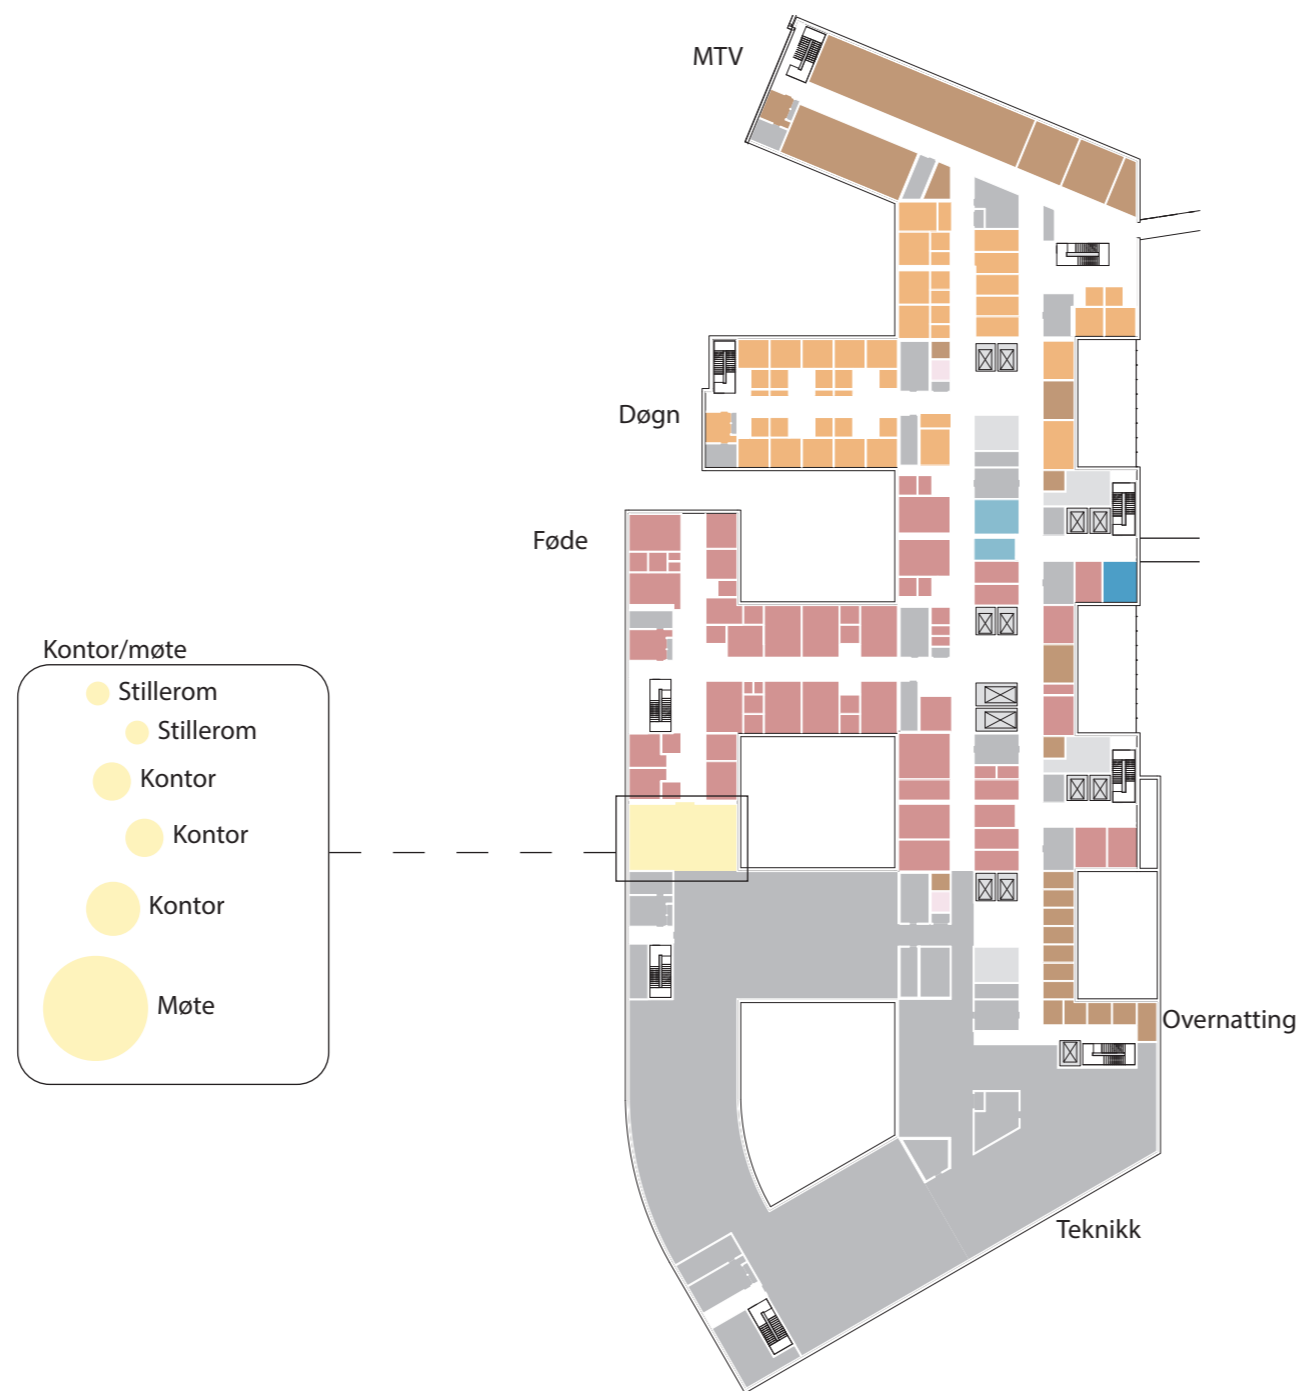 MTV
Døgn
Føde
Kontor/møte
Stillerom
Stillerom
Kontor
Kontor
Kontor
Møte
Overnatting
Teknikk